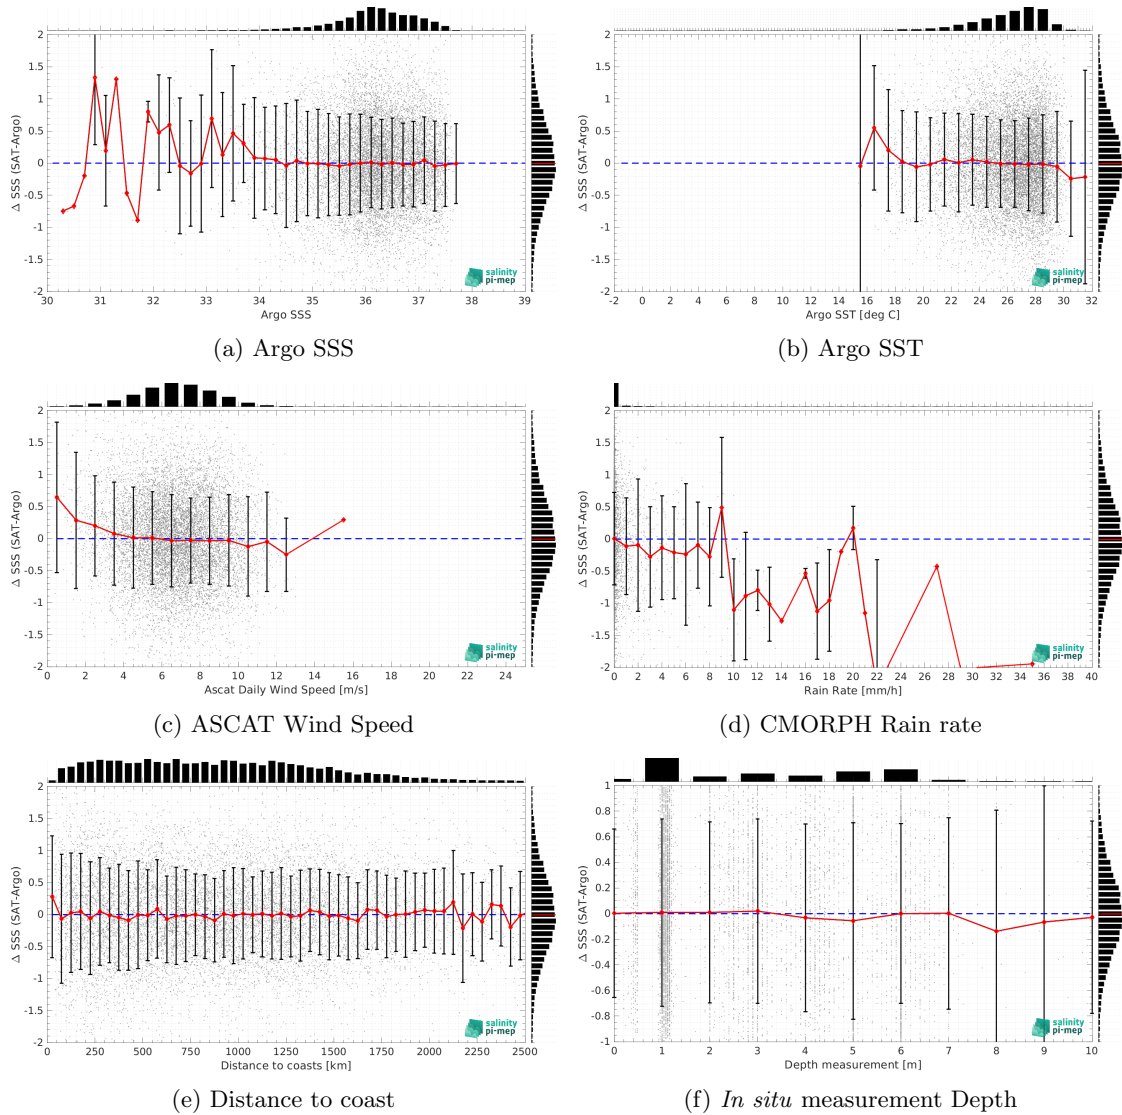 2
1.5
1
0.5
0
-0.5
-1
-1.5
-2
Δ SSS (SAT-Argo)
30 31 32 33 34 35 36 37 38 39
Argo SSS
salinity
pi-mep
(a) Argo SSS
2
1.5
1
0.5
0
-0.5
-1
-1.5
-2
Δ SSS (SAT-Argo)
-2 0 2 4 6 8 10 12 14 16 18 20 22 24 26 28 30 32
Argo SST [deg C]
salinity
pi-mep
(b) Argo SST
2
1.5
1
0.5
0
-0.5
-1
-1.5
-2
Δ SSS (SAT-Argo)
0 2 4 6 8 10 12 14 16 18 20 22 24
Ascat Daily Wind Speed [m/s]
salinity
pi-mep
(c) ASCAT Wind Speed
2
1.5
1
0.5
0
-0.5
-1
-1.5
-2
Δ SSS (SAT-Argo)
0 2 4 6 8 10 12 14 16 18 20 22 24 26 28 30 32 34 36 38 40
Rain Rate [mm/h]
salinity
pi-mep
(d) CMORPH Rain rate
2
1.5
1
0.5
0
-0.5
-1
-1.5
-2
Δ SSS (SAT-Argo)
0 250 500 750 1000 1250 1500 1750 2000 2250 2500
Distance to coasts [km]
salinity
pi-mep
(e) Distance to coast
1
0.8
0.6
0.4
0.2
0
-0.2
-0.4
-0.6
-0.8
-1
Δ SSS (SAT-Argo)
0 1 2 3 4 5 6 7 8 9 10
Depth measurement [m]
salinity
pi-mep
(f) In situ measurement Depth